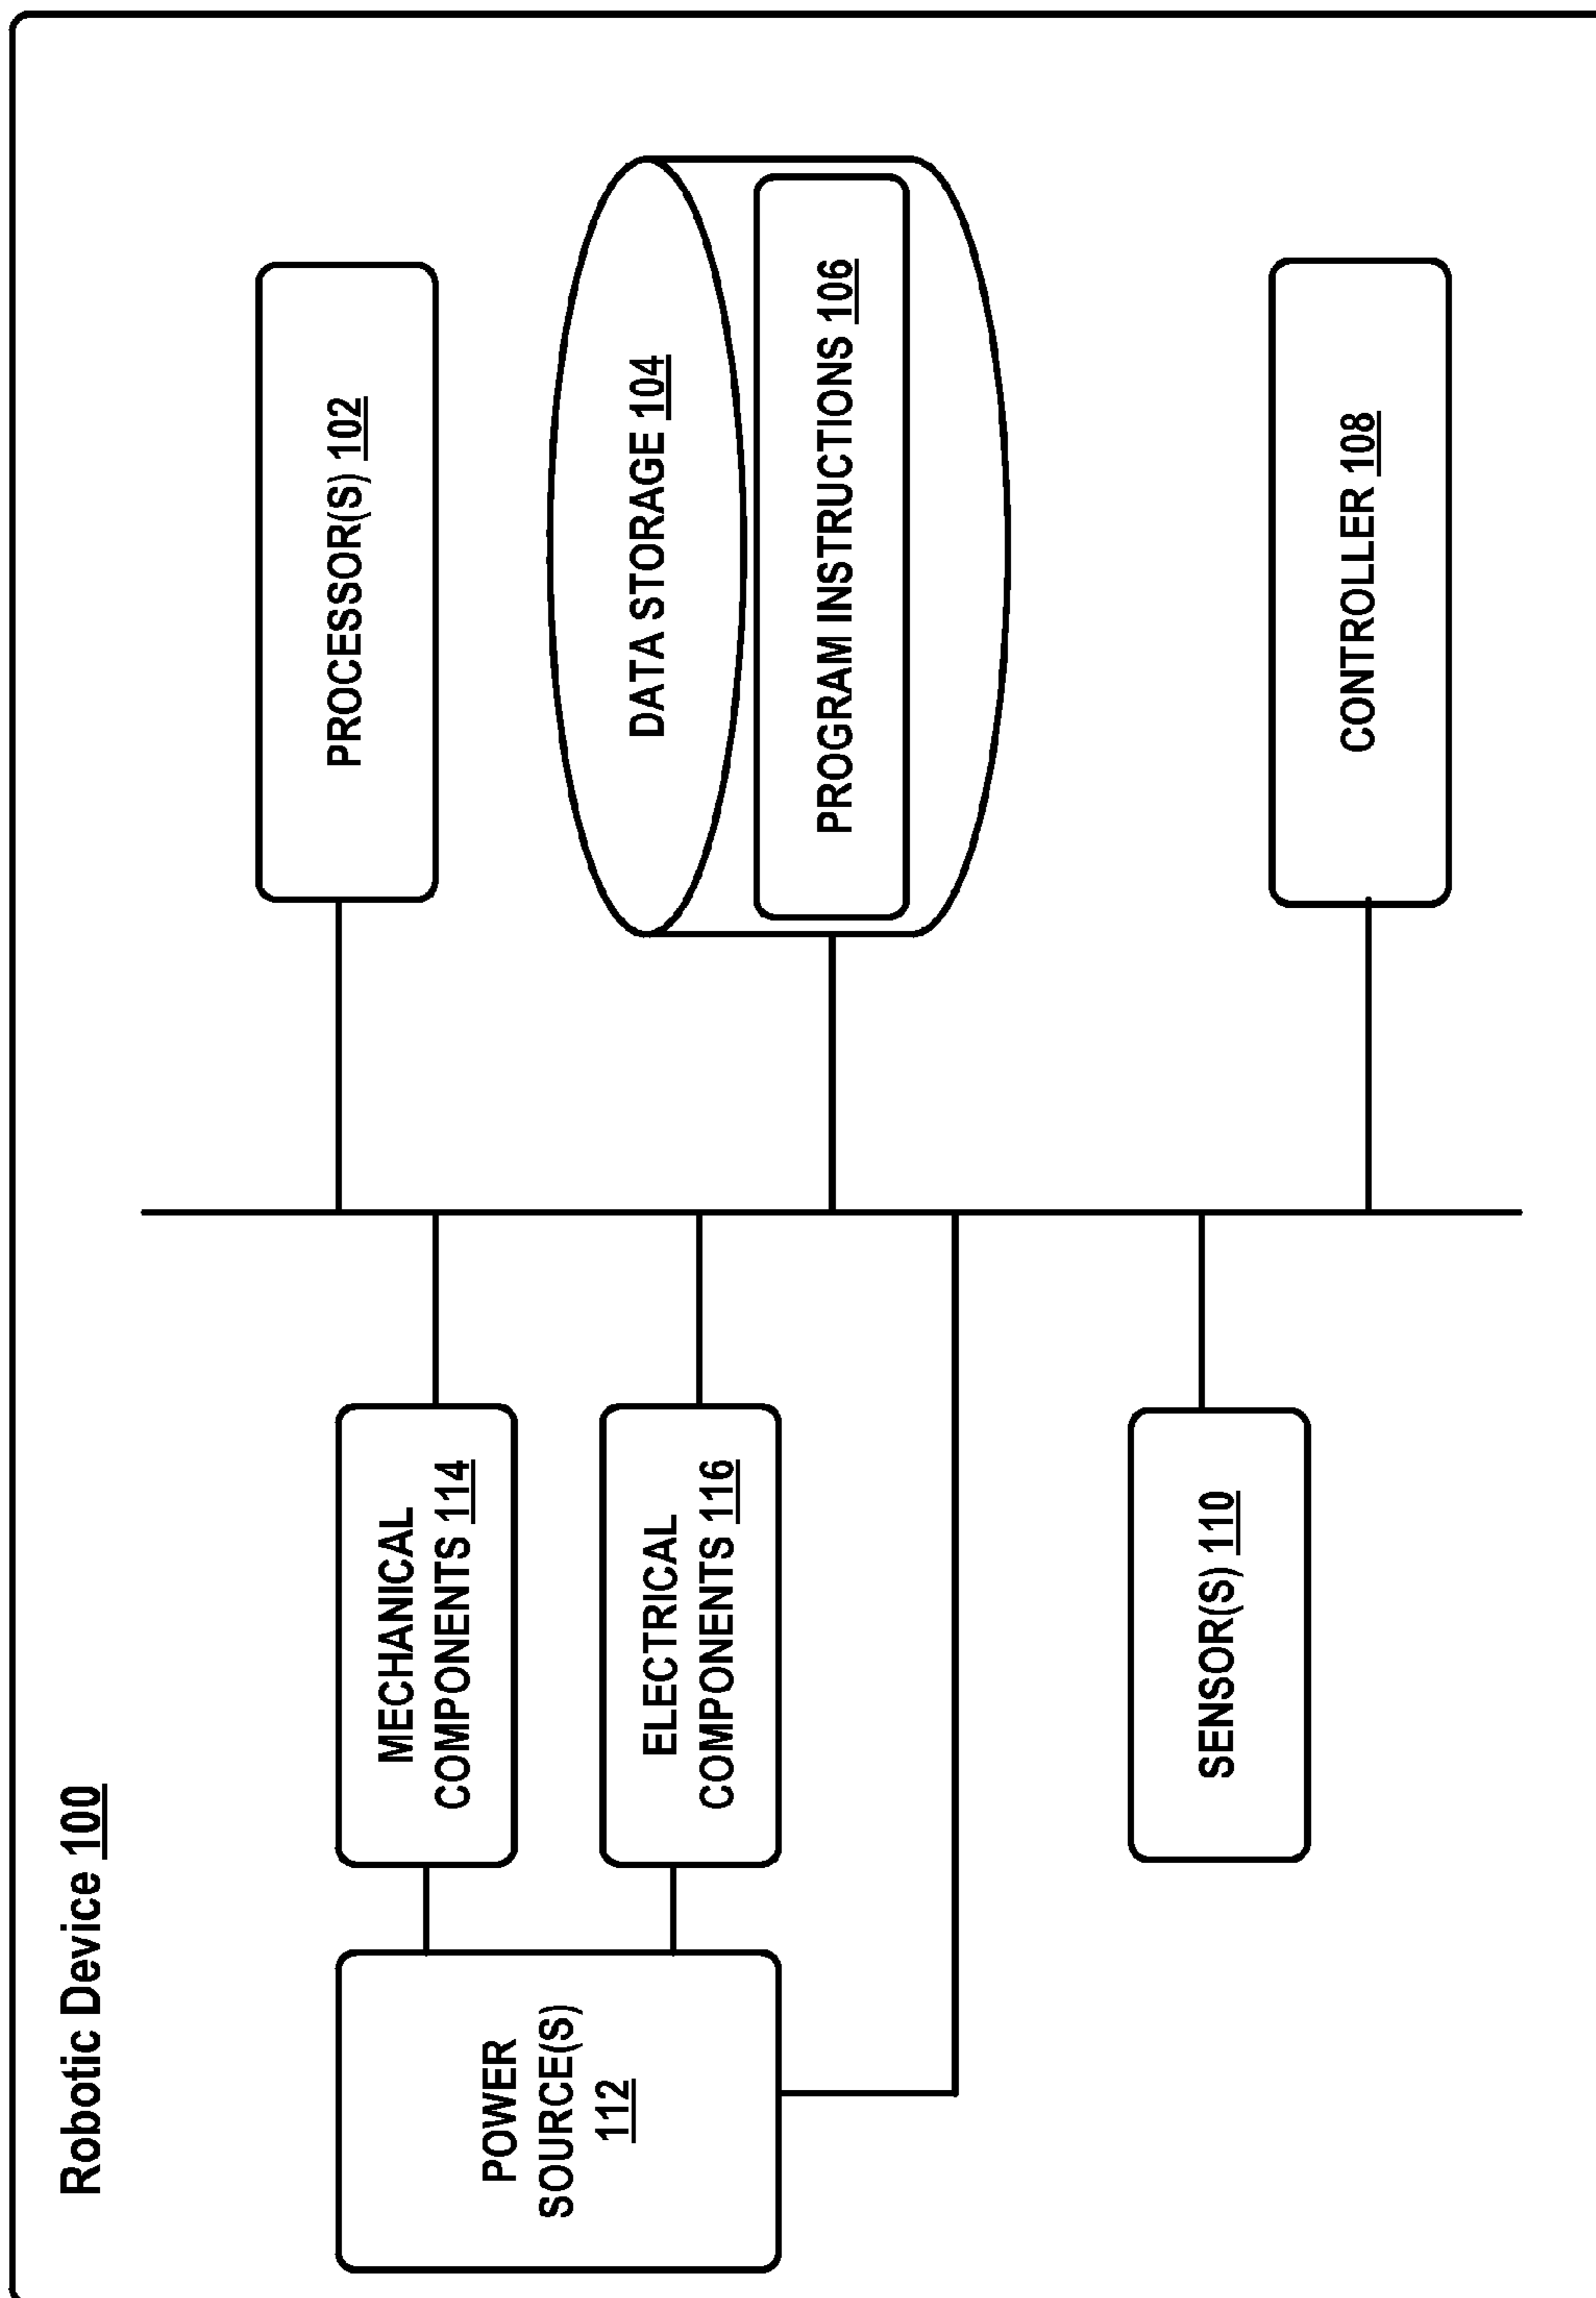 Robotic Device 100
POWER
SOURCE(S)
112
MECHANICAL
COMPONENTS 114
ELECTRICAL
COMPONENTS 116
SENSOR(S) 110
PROCESSOR(S) 102
DATA STORAGE 104
PROGRAM INSTRUCTIONS 106
CONTROLLER 108